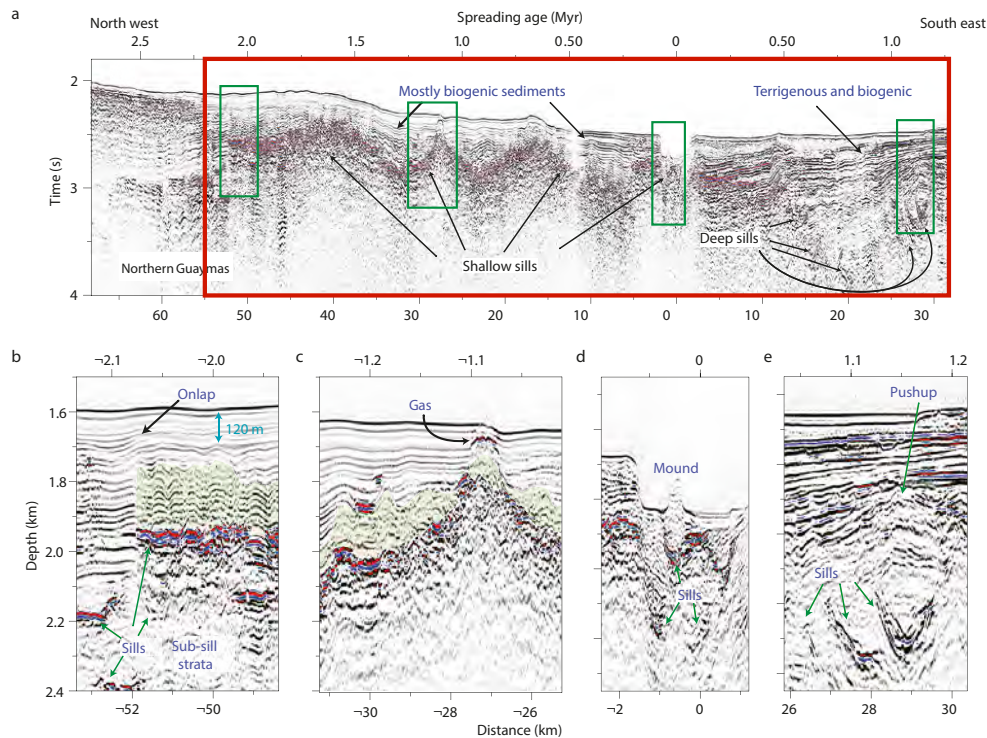 a
Spreading age (Myr)
North west
South east
2.5 2.0 1.5 1.0 0.50 0 0.50 1.0
2
Mostly biogenic sediments
Terrigenous and biogenic
Time (s)
3
Deep sills
Shallow sills
Northern Guaymas
4
60 50 40 30 20 10 0 10 20 30
b ¬2.1 ¬2.0
c ¬1.2 ¬1.1
d 0
e 1.1 1.2
Onlap
120 m
Gas
Pushup
Mound
Sills
Sub-sill
strata
Sills
Sills
Depth (km)
1.6
1.8
2.0
2.2
2.4
¬52 ¬50
¬30 ¬28 ¬26
¬2 0
26 28 30
Distance (km)